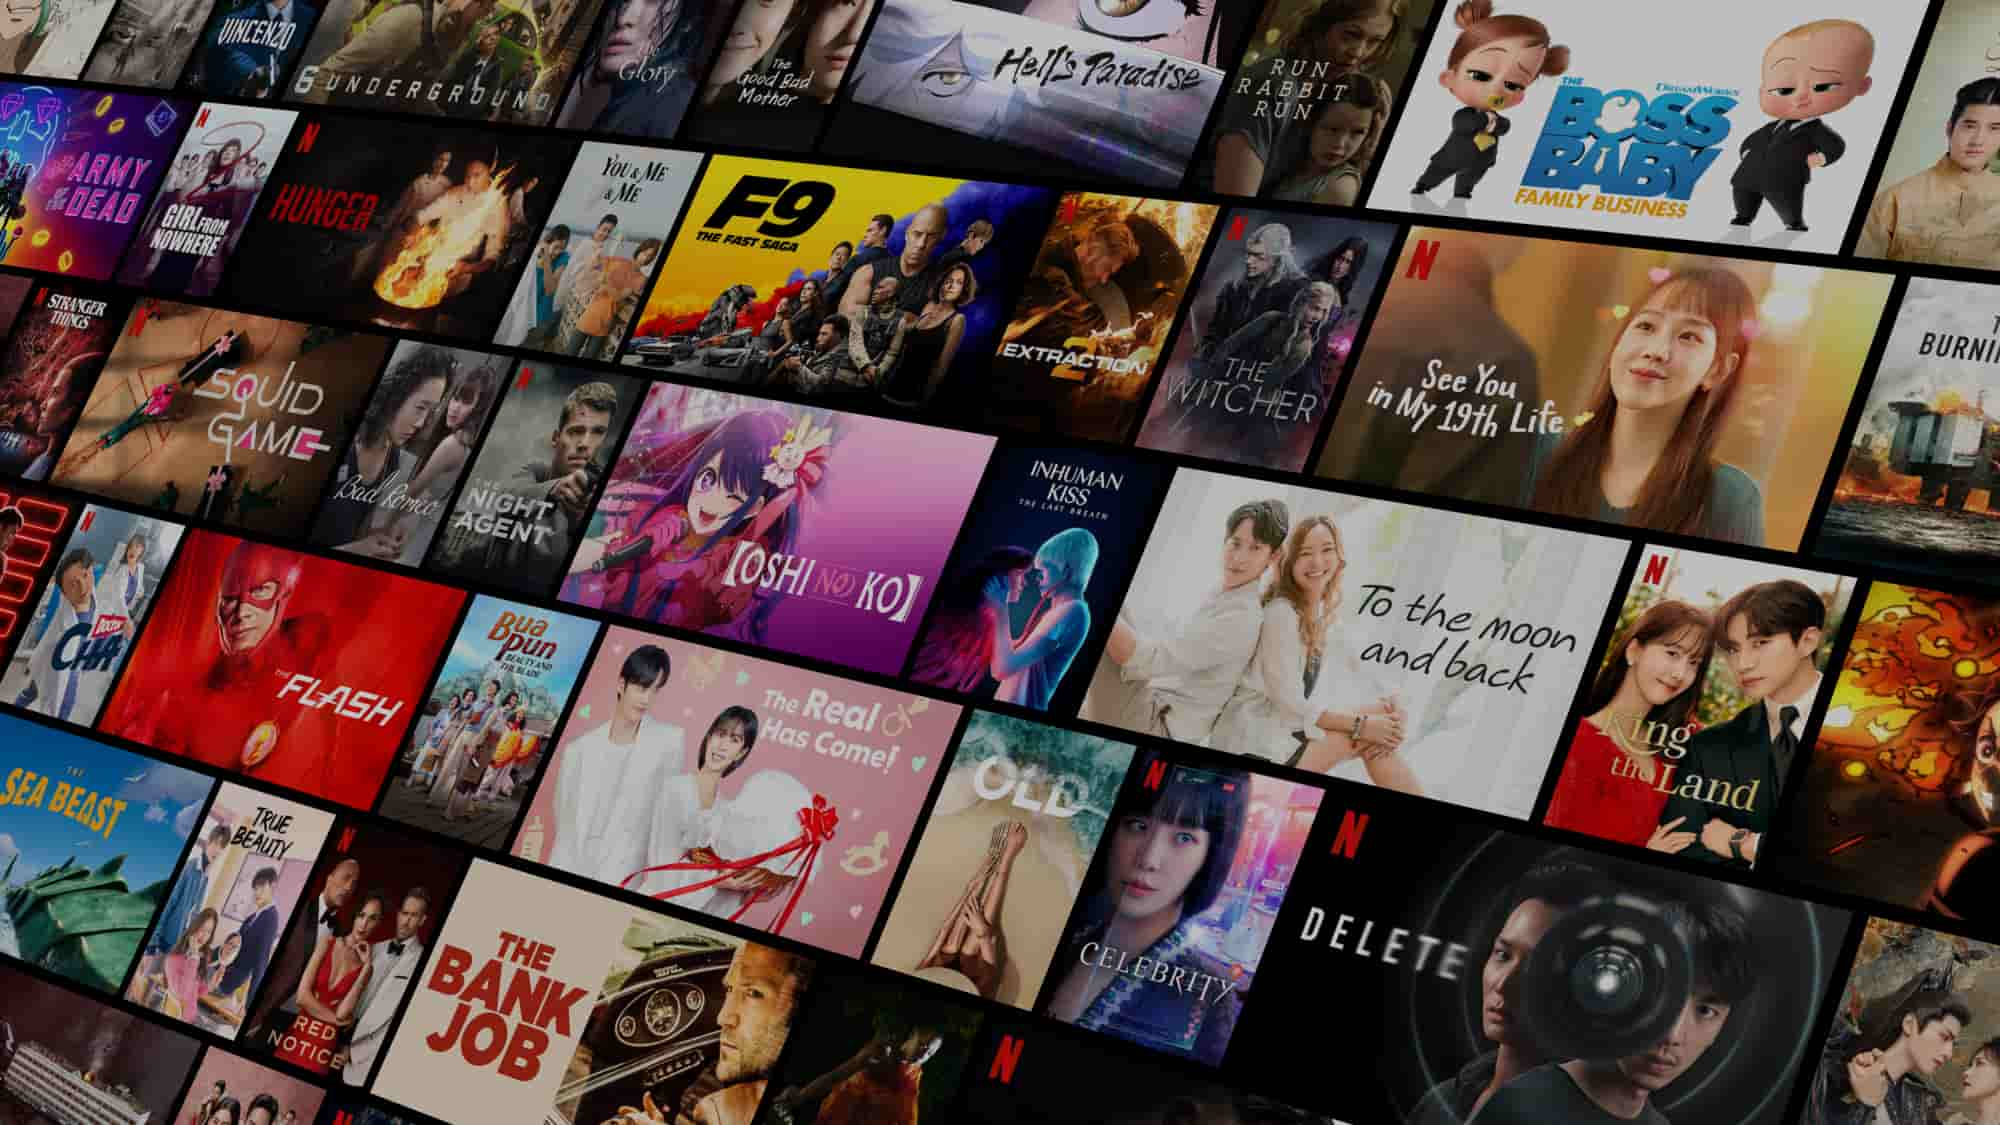 VINCENZO
6 UNDERGROUND
The
Glory
The
Good Bad
Mother
Hell's Paradise
RUN
RABBIT
RUN
THE
DREAMWORKS
BOSS
BABY
FAMILY BUSINESS
ARMY
OF THE
DEAD
N
GIRL FROM
NOWHERE
N
HUNGER
YOU & ME
& ME
F9
THE FAST SAGA
N
EXTRACTION
2
N
THE
WITCHER
N
See You
in My 19th Life
BURNI
N
STRANGER
THINGS
N
SQUID
GAME
Bad Romeo
N
THE
NIGHT
AGENT
【OSHI NO KO】
INHUMAN
KISS
THE LAST BREATH
To the moon
and back
N
King
the Land
N
DOCTOR
CHA
THE
FLASH
Bua
Pun
BEAUTY AND
THE BLADE
The Real
Has Come!
OLD
N
CELEBRITY
N
DELETE
THE
SEA BEAST
TRUE
BEAUTY
N
RED
NOTICE
THE
BANK
JOB
N
N